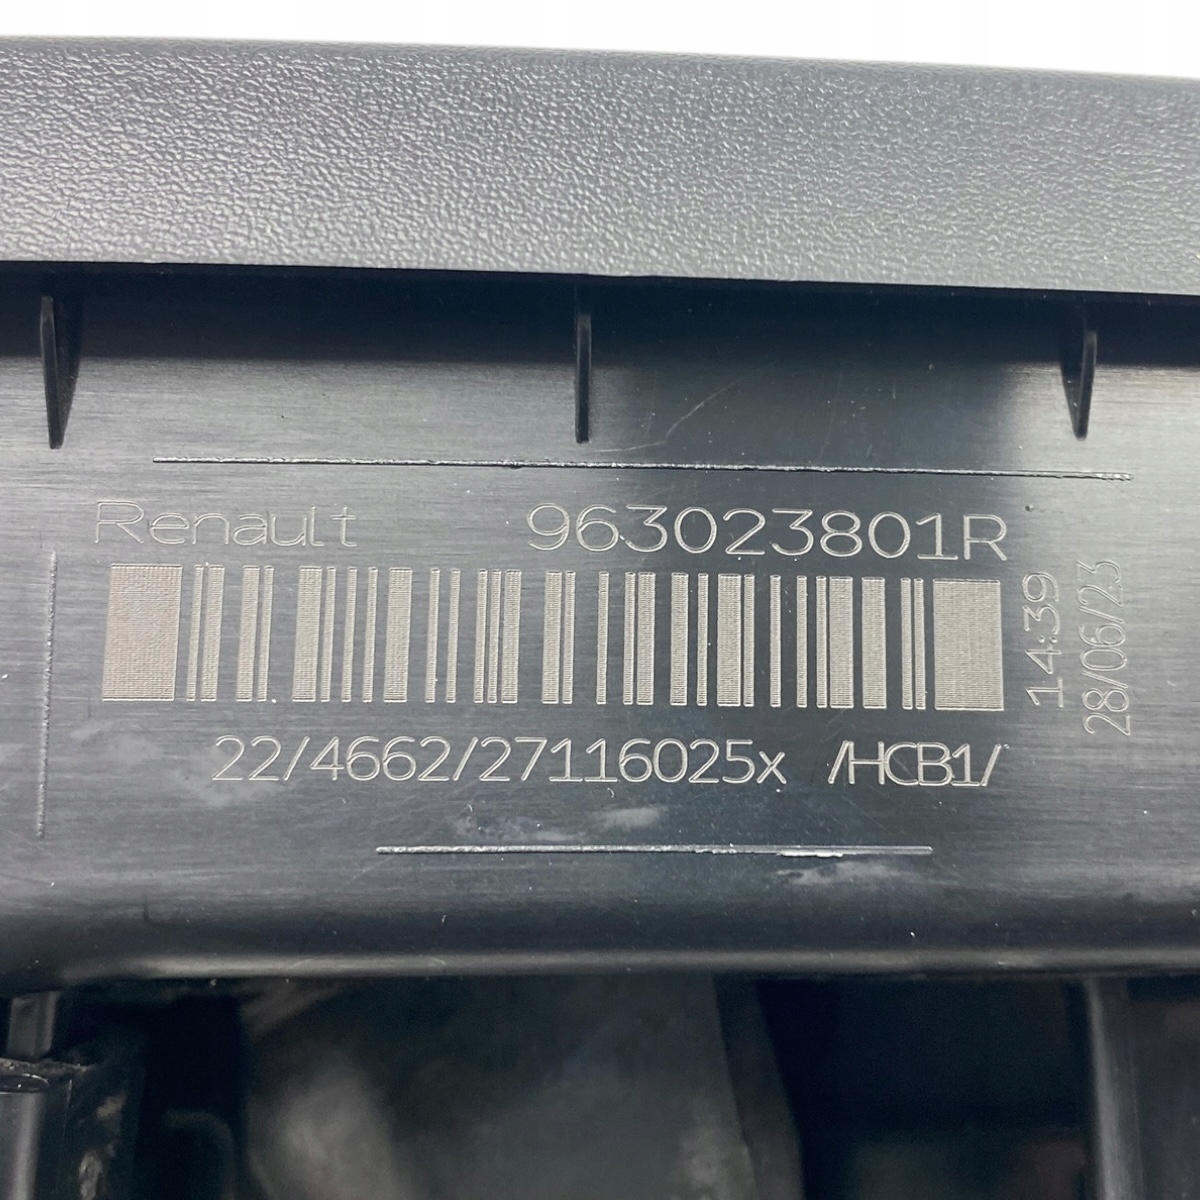 Renault 963023801R
14:39
28/06/23
22/4662/27116025x /HCB1/